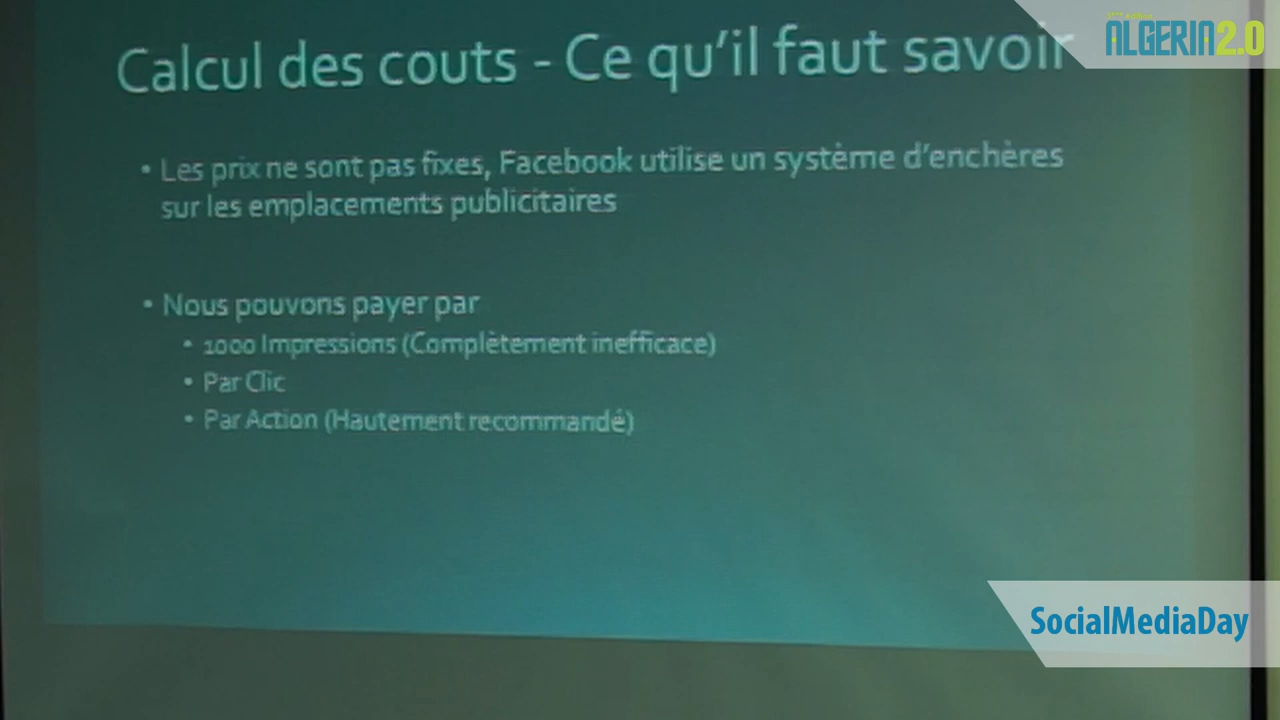 ALGERIA2.0
Calcul des couts - Ce qu'il faut savoir
• Les prix ne sont pas fixes, Facebook utilise un système d'enchères
sur les emplacements publicitaires
• Nous pouvons payer par
• 1000 Impressions (Complètement inefficace)
• Par Clic
• Par Action (Hautement recommandé)
SocialMediaDay